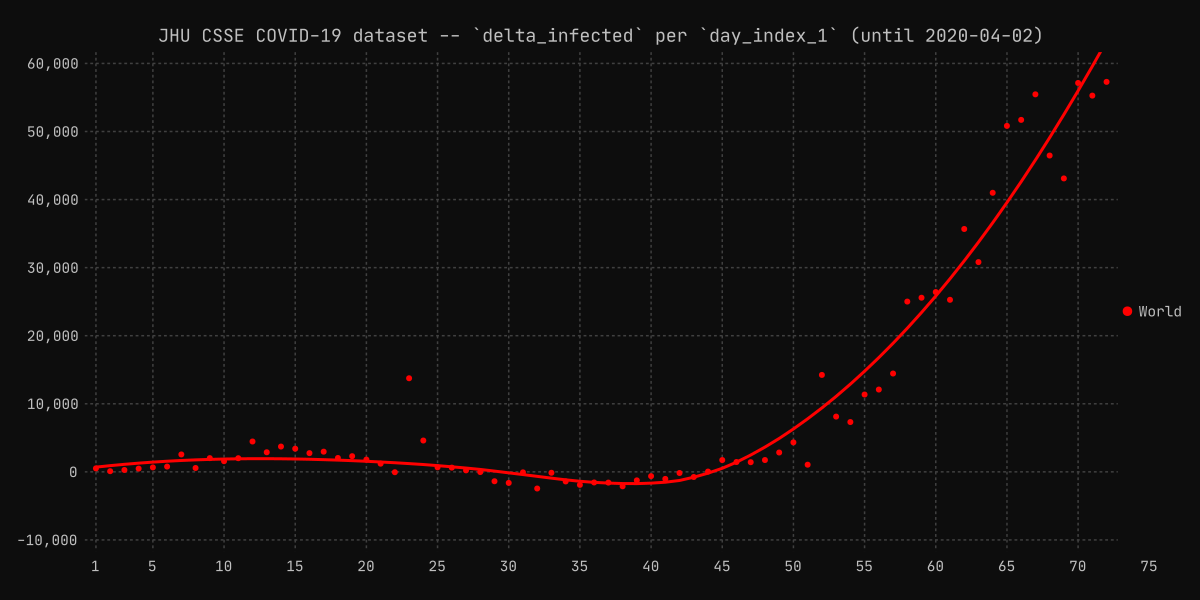 JHU CSSE COVID-19 dataset -- `delta_infected` per `day_index_1` (until 2020-04-02)
60,000
50,000
40,000
30,000
20,000
10,000
0
-10,000
World
1 5 10 15 20 25 30 35 40 45 50 55 60 65 70 75